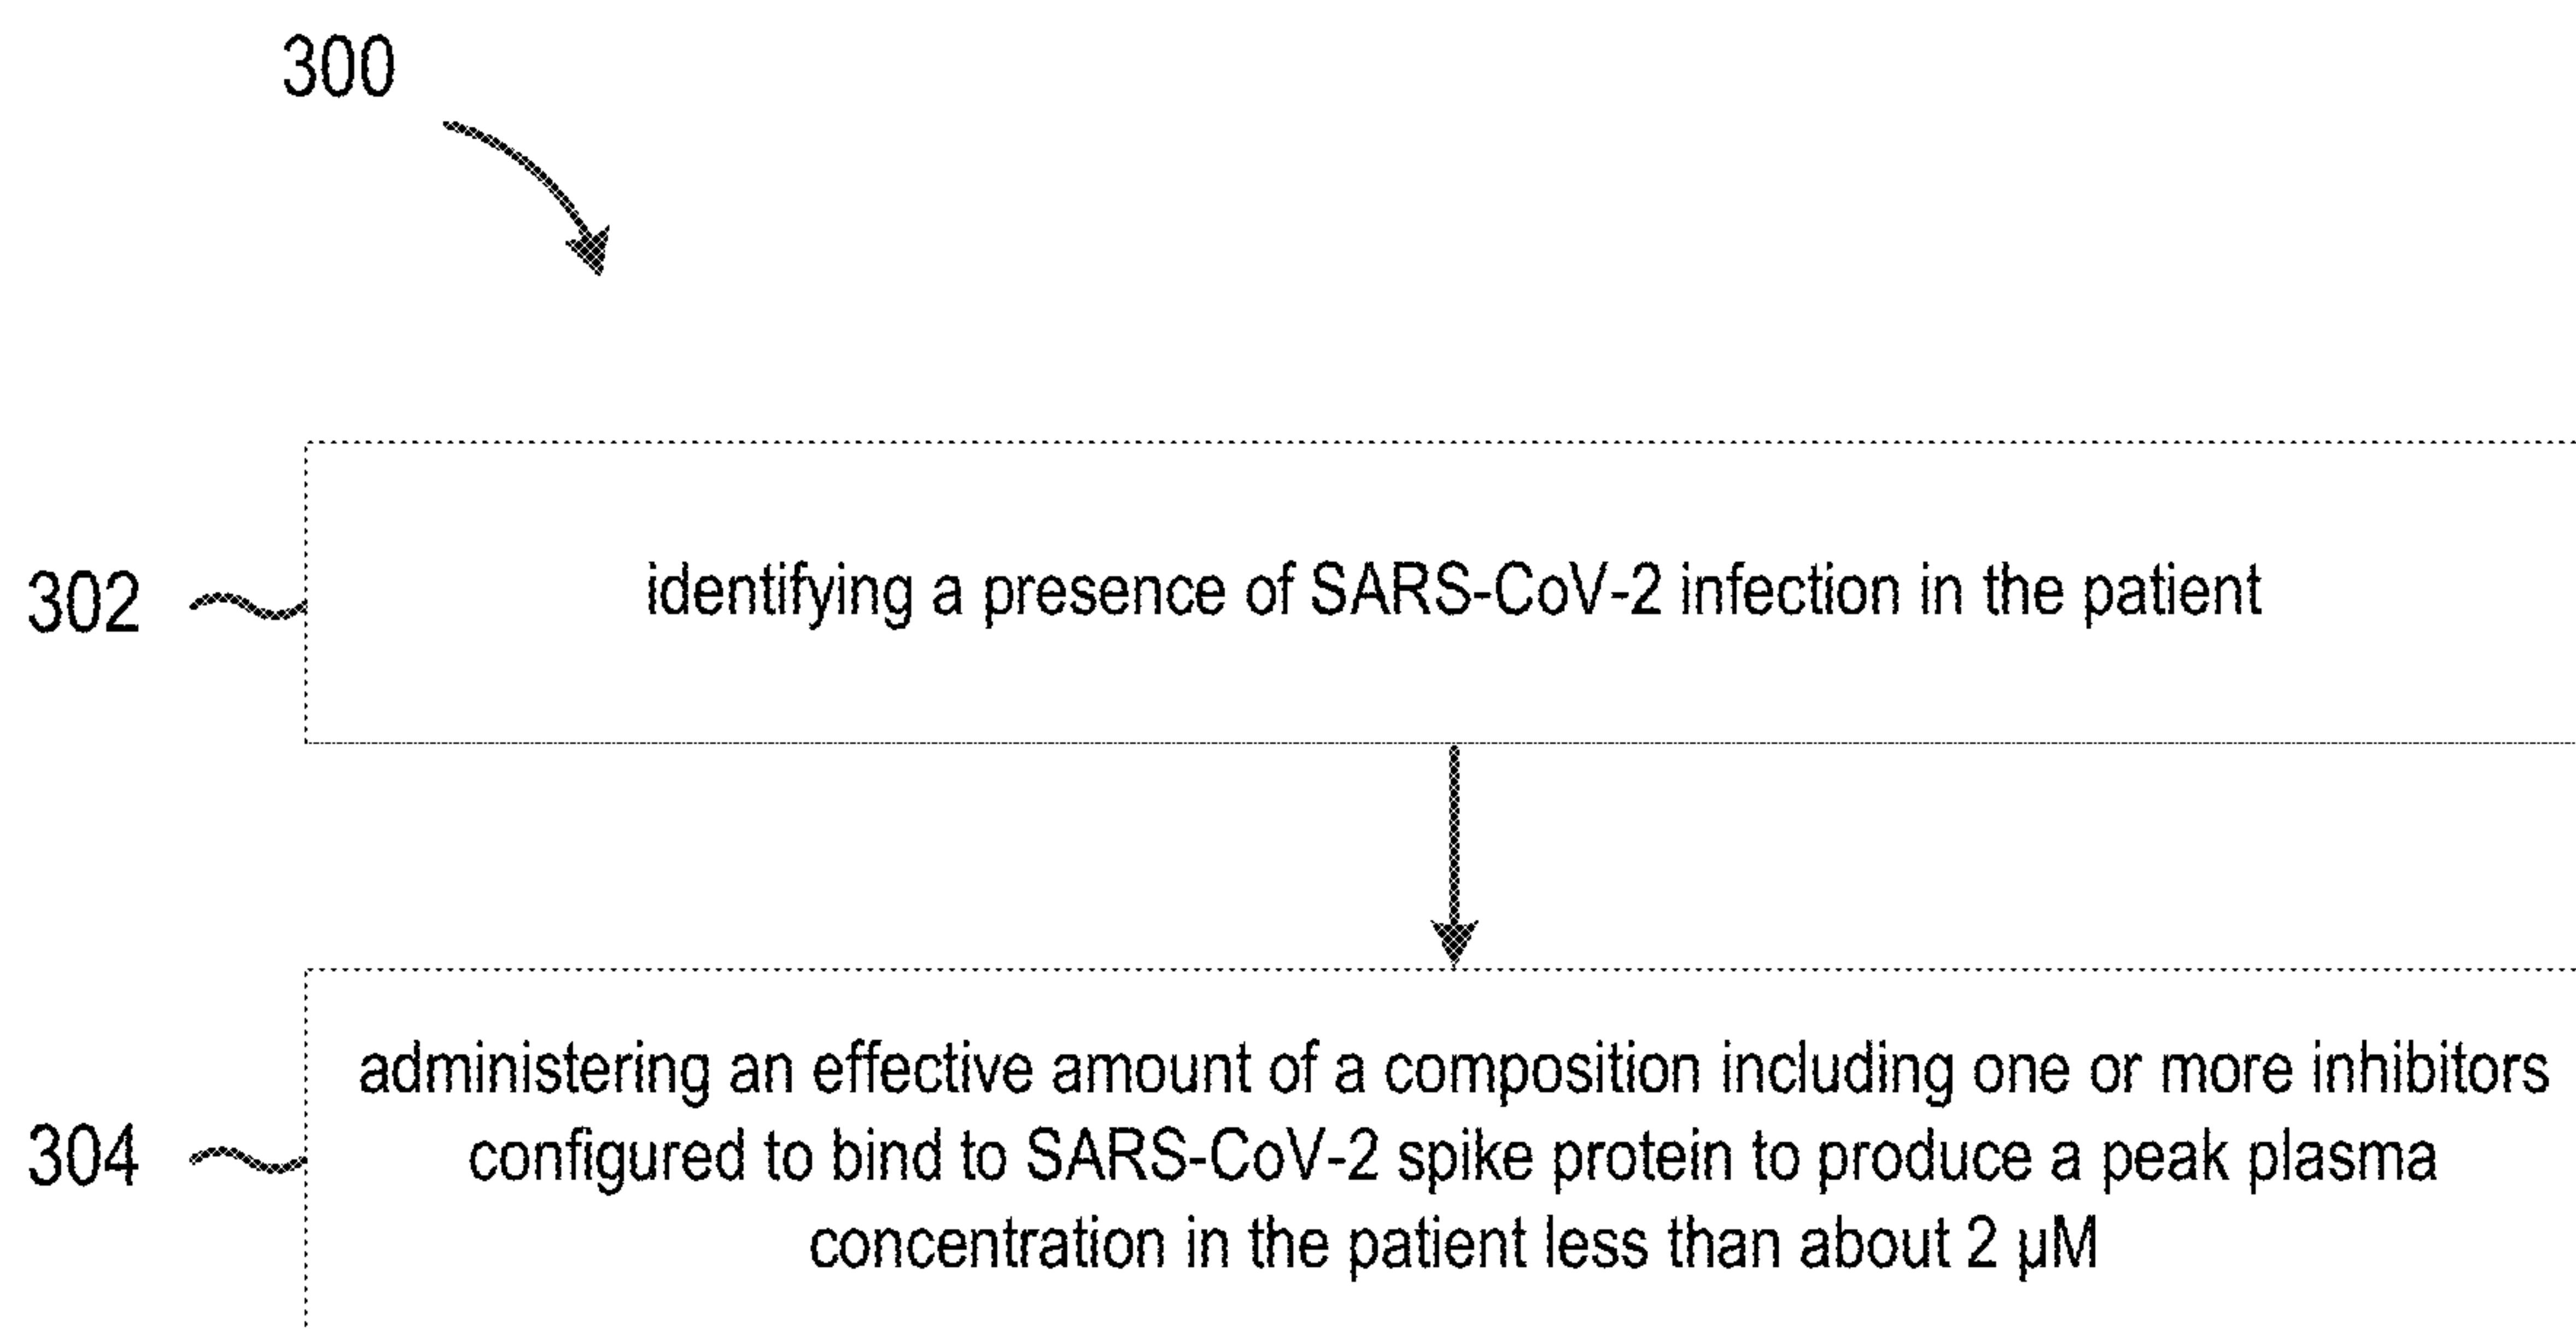 300
302
identifying a presence of SARS-CoV-2 infection in the patient
304
administering an effective amount of a composition including one or more inhibitors
configured to bind to SARS-CoV-2 spike protein to produce a peak plasma
concentration in the patient less than about 2 µM